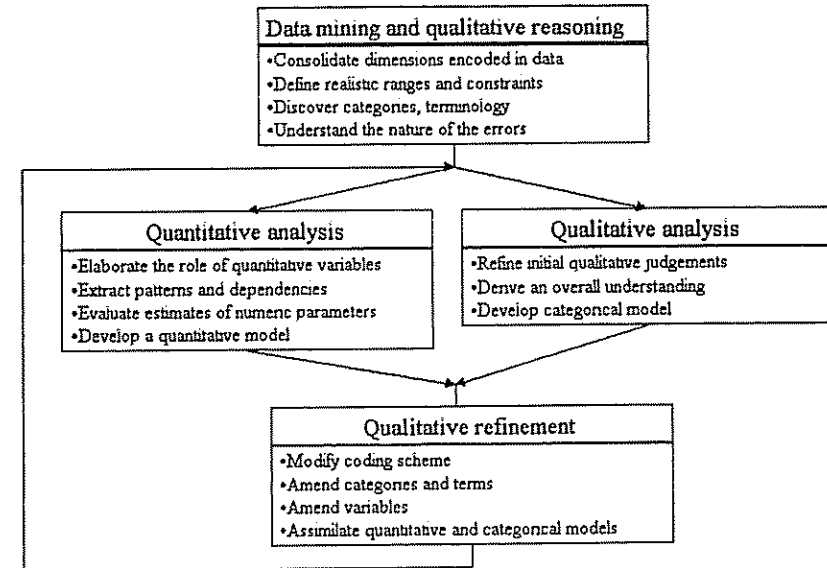 Data mining and qualitative reasoning
•Consolidate dimensions encoded in data
•Define realistic ranges and constraints
•Discover categories, terminology
•Understand the nature of the errors
Quantitative analysis
•Elaborate the role of quantitative variables
•Extract patterns and dependencies
•Evaluate estimates of numeric parameters
•Develop a quantitative model
Qualitative analysis
•Refine initial qualitative judgements
•Derive an overall understanding
•Develop categorical model
Qualitative refinement
•Modify coding scheme
•Amend categories and terms
•Amend variables
•Assimilate quantitative and categorical models